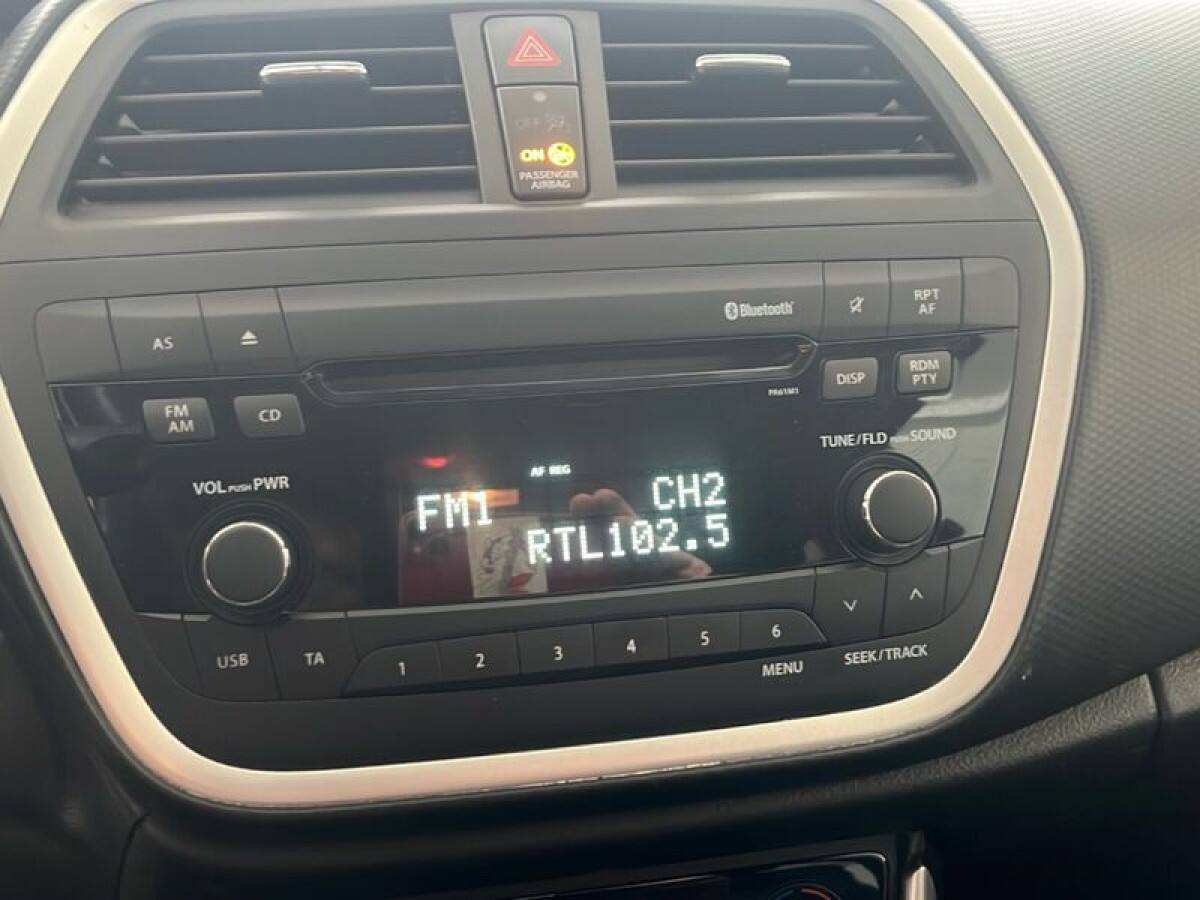 OFF
ON
PASSENGER
AIRBAG
AS
Bluetooth
RPT
AF
FM
AM
CD
PA61M1
DISP
RDM
PTY
VOL PUSH PWR
AF REG
TUNE/FLD PUSH SOUND
FM1
CH2
RTL102.5
USB
TA
1
2
3
4
5
6
MENU
SEEK/TRACK